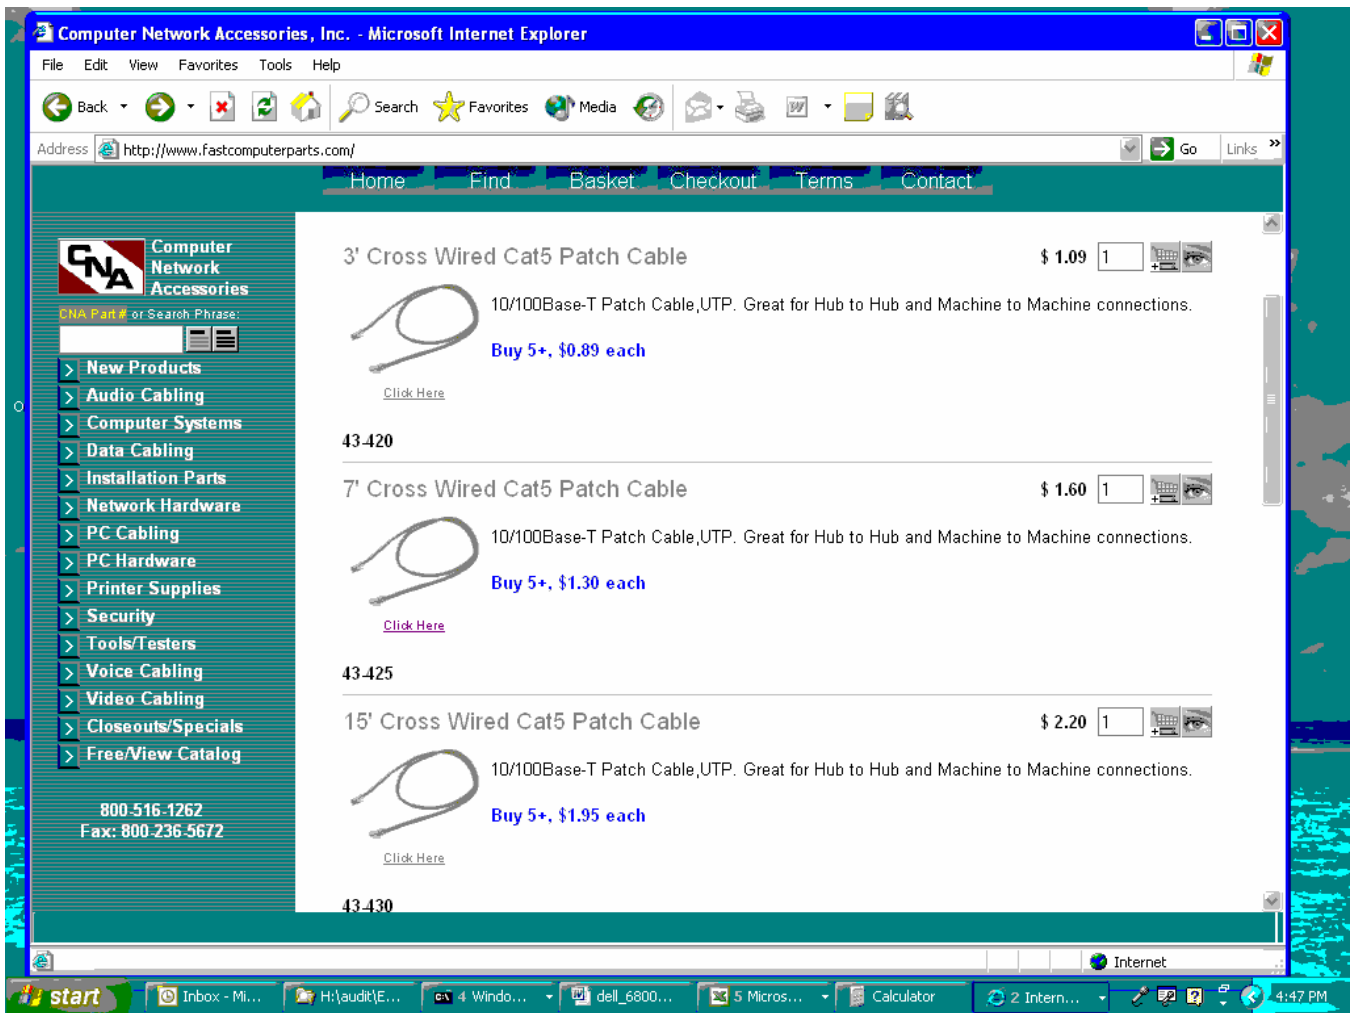 Computer Network Accessories, Inc. - Microsoft Internet Explorer
File Edit View Favorites Tools Help
Back Search Favorites Media
Address http://www.fastcomputerparts.com/ Go Links »
Home Find Basket Checkout Terms Contact
CNA Computer
Network
Accessories
CNA Part# or Search Phrase:
New Products
Audio Cabling
Computer Systems
Data Cabling
Installation Parts
Network Hardware
PC Cabling
PC Hardware
Printer Supplies
Security
Tools/Testers
Voice Cabling
Video Cabling
Closeouts/Specials
Free/View Catalog
800-516-1262
Fax: 800-236-5672
3' Cross Wired Cat5 Patch Cable $ 1.09 1
10/100Base-T Patch Cable,UTP. Great for Hub to Hub and Machine to Machine connections.
Buy 5+, $0.89 each
Click Here
43-420
7' Cross Wired Cat5 Patch Cable $ 1.60 1
10/100Base-T Patch Cable,UTP. Great for Hub to Hub and Machine to Machine connections.
Buy 5+, $1.30 each
Click Here
43-425
15' Cross Wired Cat5 Patch Cable $ 2.20 1
10/100Base-T Patch Cable,UTP. Great for Hub to Hub and Machine to Machine connections.
Buy 5+, $1.95 each
Click Here
43-430
Internet
start Inbox - Mi... H:\audit\E... 4 Windo... dell_6800... 5 Micros... Calculator 2 Intern... 4:47 PM